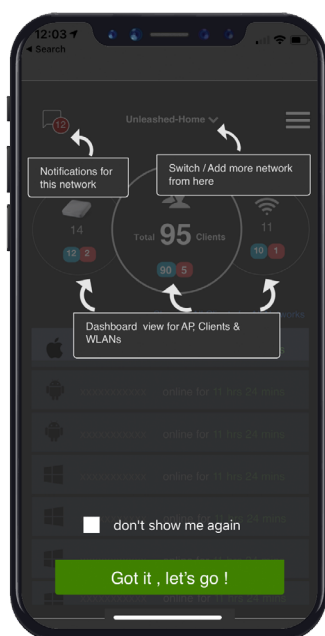 12:03
Search
12
Unleashed-Home
Notifications for
this network
Switch / Add more network
from here
14
Total 95 Clients
11
12 2
90 5
10 1
Dashboard view for AP, Clients &
WLANs
online for 11 hrs 24 mins
online for 11 hrs 24 mins
online for 11 hrs 24 mins
don't show me again
Got it , let's go !